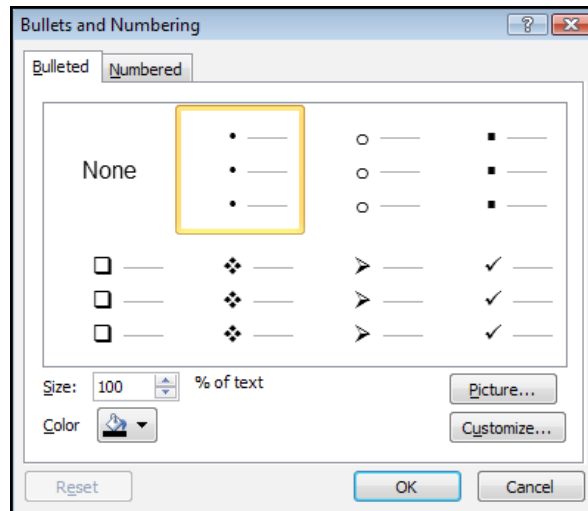 Bullets and Numbering
Bulleted Numbered
None
Size: 100 % of text
Picture...
Color
Customize...
Reset OK Cancel